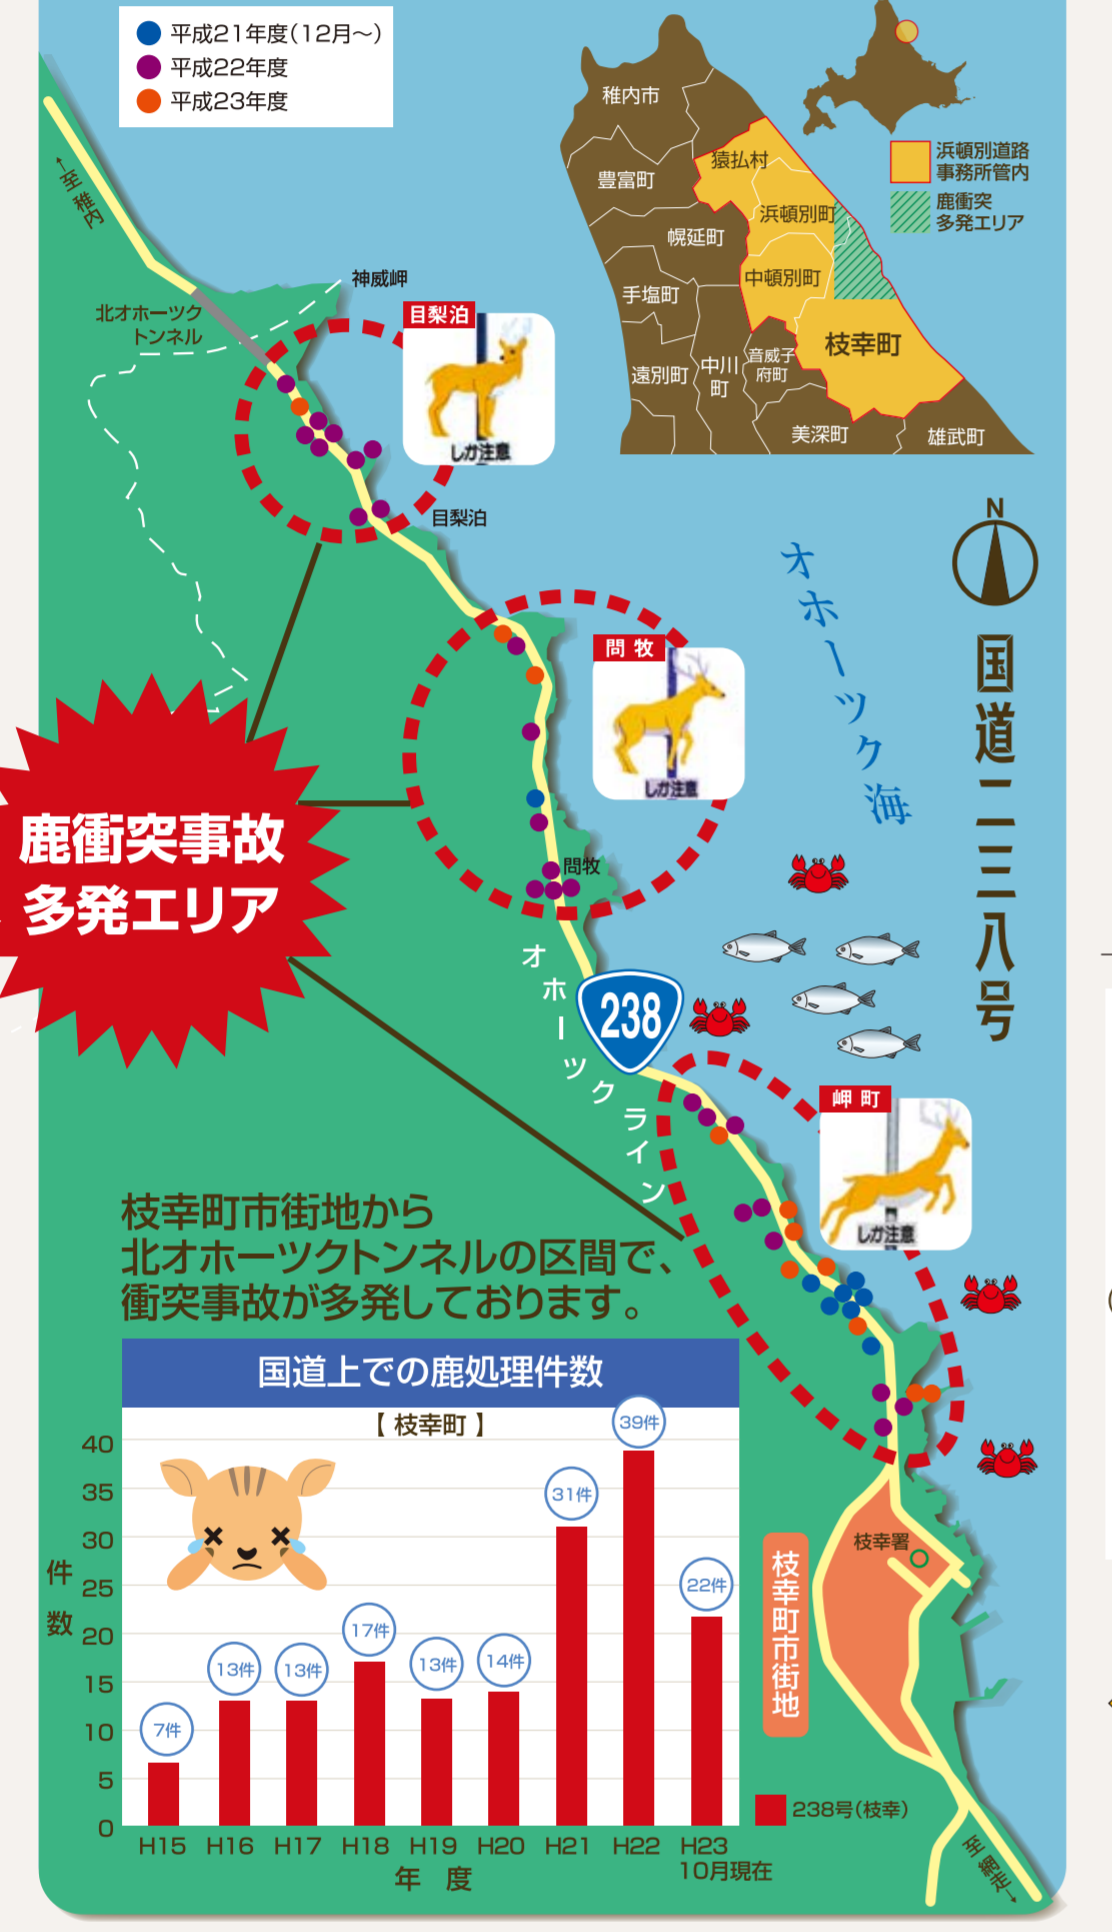 平成21年度(12月〜)
平成22年度
平成23年度
稚内市
猿払村
豊富町
浜頓別町
幌延町
中頓別町
手塩町
枝幸町
音威子
府町
中川
町
遠別町
美深町
雄武町
浜頓別道路
事務所管内
鹿衝突
多発エリア
←至 稚内
神威岬
北オホーツク
トンネル
目梨泊
しか注意
目梨泊
N
オホーツク海
国道二三八号
問牧
しか注意
問牧
鹿衝突事故
多発エリア
オホーツクライン
238
岬町
しか注意
枝幸町市街地から
北オホーツクトンネルの区間で、
衝突事故が多発しております。
国道上での鹿処理件数
【 枝幸町 】
件数
40
35
30
25
20
15
10
5
0
7件
13件
13件
17件
13件
14件
31件
39件
22件
H15 H16 H17 H18 H19 H20 H21 H22 H23
10月現在
年 度
238号(枝幸)
枝幸署
枝幸町市街地
至 網走→